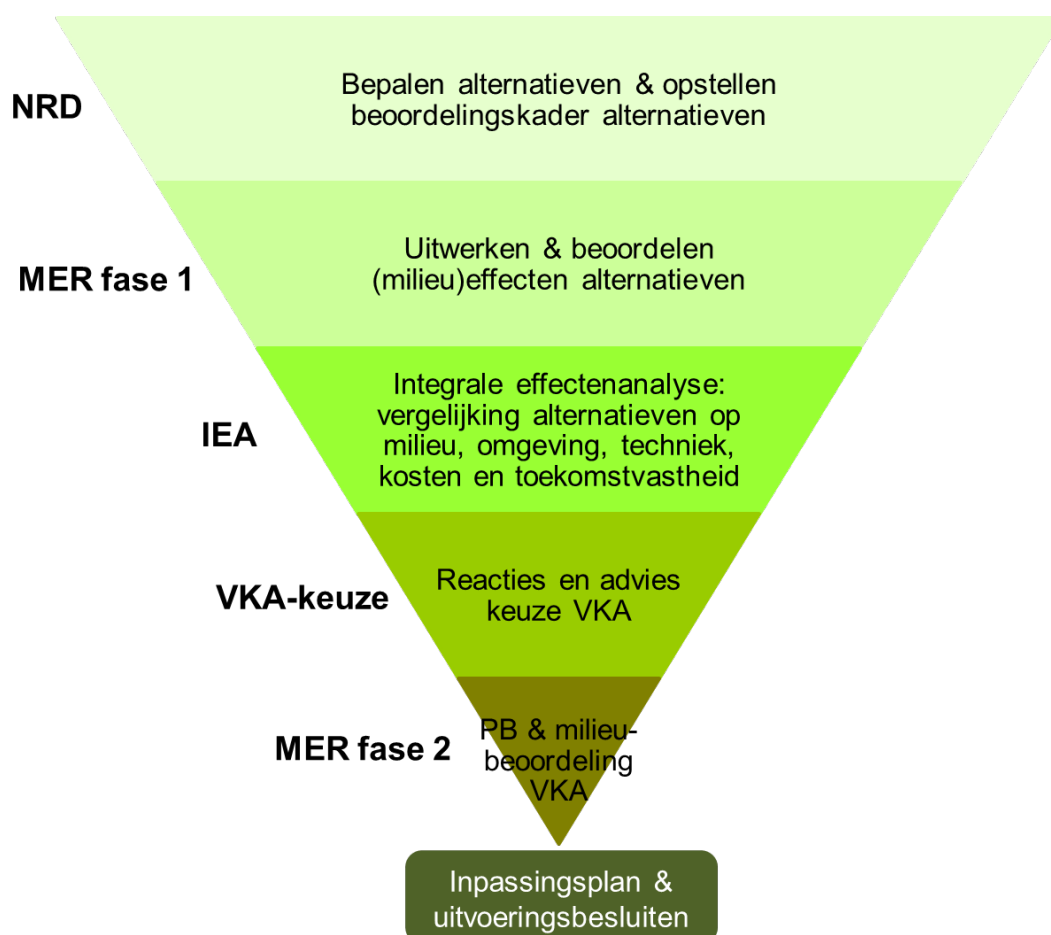 NRD
Bepalen alternatieven & opstellen
beoordelingskader alternatieven
MER fase 1
Uitwerken & beoordelen
(milieu)effecten alternatieven
IEA
Integrale effectenanalyse:
vergelijking alternatieven op
milieu, omgeving, techniek,
kosten en toekomstvastheid
VKA-keuze
Reacties en advies
keuze VKA
MER fase 2
PB & milieu-
beoordeling
VKA
Inpassingsplan &
uitvoeringsbesluiten